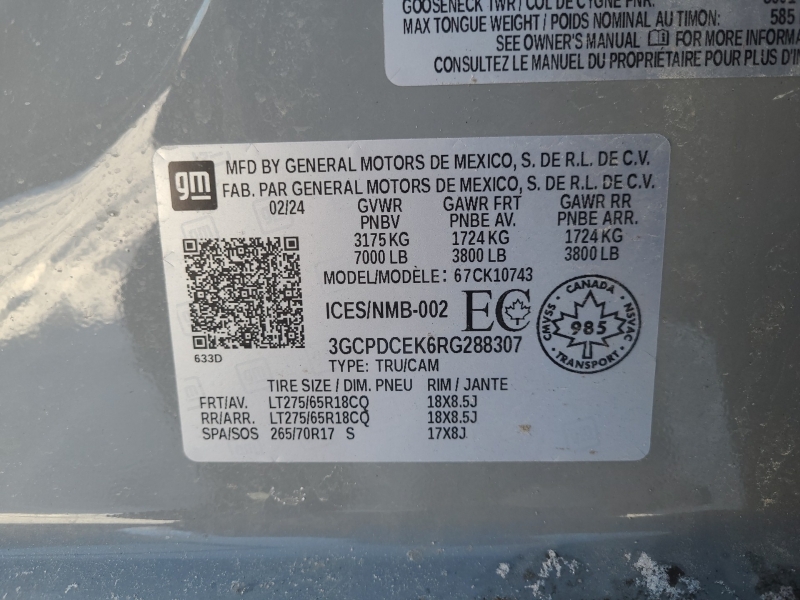 GOOSENECK TWR / COL DE CYGNE PNR:
MAX TONGUE WEIGHT / POIDS NOMINAL AU TIMON: 585
SEE OWNER'S MANUAL FOR MORE INFORMA
CONSULTEZ LE MANUEL DU PROPRIÉTAIRE POUR PLUS D'IN
gm
MFD BY GENERAL MOTORS DE MEXICO, S. DE R.L. DE C.V.
FAB. PAR GENERAL MOTORS DE MEXICO, S. DE R.L. DE C.V.
02/24 GVWR GAWR FRT GAWR RR
PNBV PNBE AV. PNBE ARR.
3175 KG 1724 KG 1724 KG
7000 LB 3800 LB 3800 LB
MODEL/MODÈLE: 67CK10743
ICES/NMB-002 EC
CANADA
CMVSS 985 NSVAC
TRANSPORT
633D
3GCPDCEK6RG288307
TYPE: TRU/CAM
TIRE SIZE / DIM. PNEU RIM / JANTE
FRT/AV. LT275/65R18CQ 18X8.5J
RR/ARR. LT275/65R18CQ 18X8.5J
SPA/SOS 265/70R17 S 17X8J